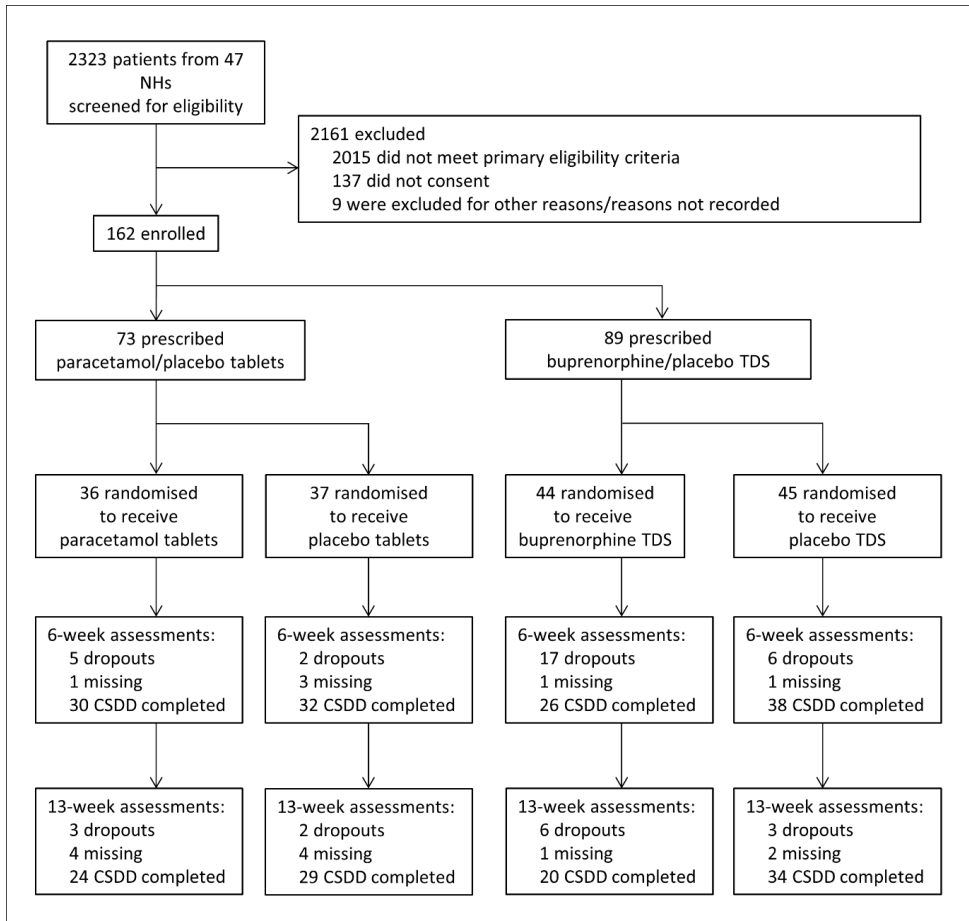 2323 patients from 47
NHs
screened for eligibility
2161 excluded
2015 did not meet primary eligibility criteria
137 did not consent
9 were excluded for other reasons/reasons not recorded
162 enrolled
73 prescribed
paracetamol/placebo tablets
89 prescribed
buprenorphine/placebo TDS
36 randomised
to receive
paracetamol tablets
37 randomised
to receive
placebo tablets
44 randomised
to receive
buprenorphine TDS
45 randomised
to receive
placebo TDS
6-week assessments:
5 dropouts
1 missing
30 CSDD completed
6-week assessments:
2 dropouts
3 missing
32 CSDD completed
6-week assessments:
17 dropouts
1 missing
26 CSDD completed
6-week assessments:
6 dropouts
1 missing
38 CSDD completed
13-week assessments:
3 dropouts
4 missing
24 CSDD completed
13-week assessments:
2 dropouts
4 missing
29 CSDD completed
13-week assessments:
6 dropouts
1 missing
20 CSDD completed
13-week assessments:
3 dropouts
2 missing
34 CSDD completed